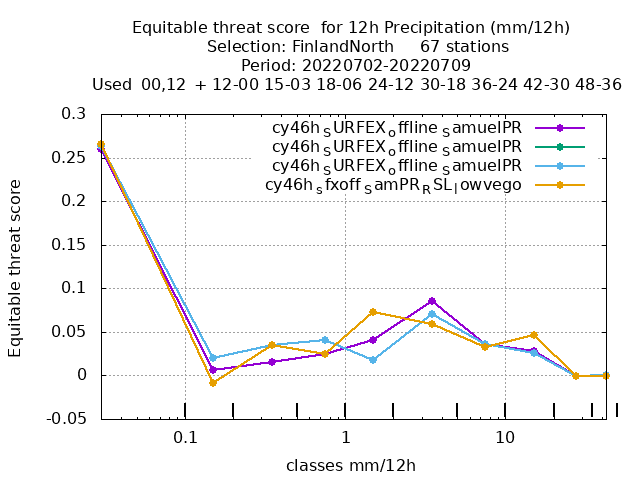 Equitable threat score for 12h Precipitation (mm/12h)
Selection: FinlandNorth 67 stations
Period: 20220702-20220709
Used 00,12 + 12-00 15-03 18-06 24-12 30-18 36-24 42-30 48-36
cy46h_SURFEX_offline_SamuelPR
cy46h_SURFEX_offline_SamuelPR
cy46h_SURFEX_offline_SamuelPR
cy46h_sfxoff_SamPR_RSL_lowvego
Equitable threat score
0.3
0.25
0.2
0.15
0.1
0.05
0
-0.05
0.1 1 10
classes mm/12h